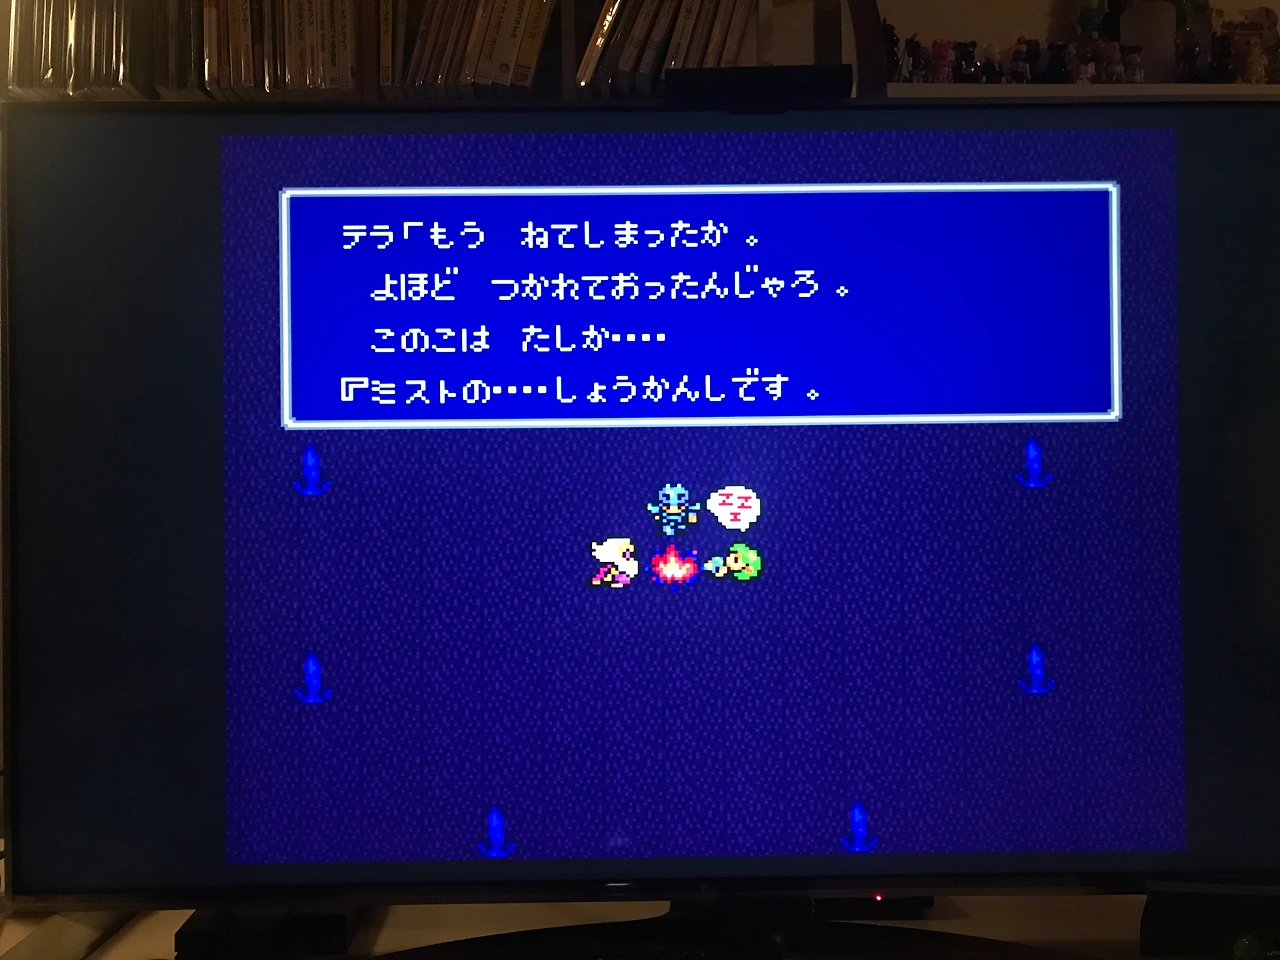 テラ「もう　ねてしまったか。
よほど　つかれておったんじゃろ。
このこは　たしか‥‥
『ミストの‥‥しょうかんしです。
ZZZ